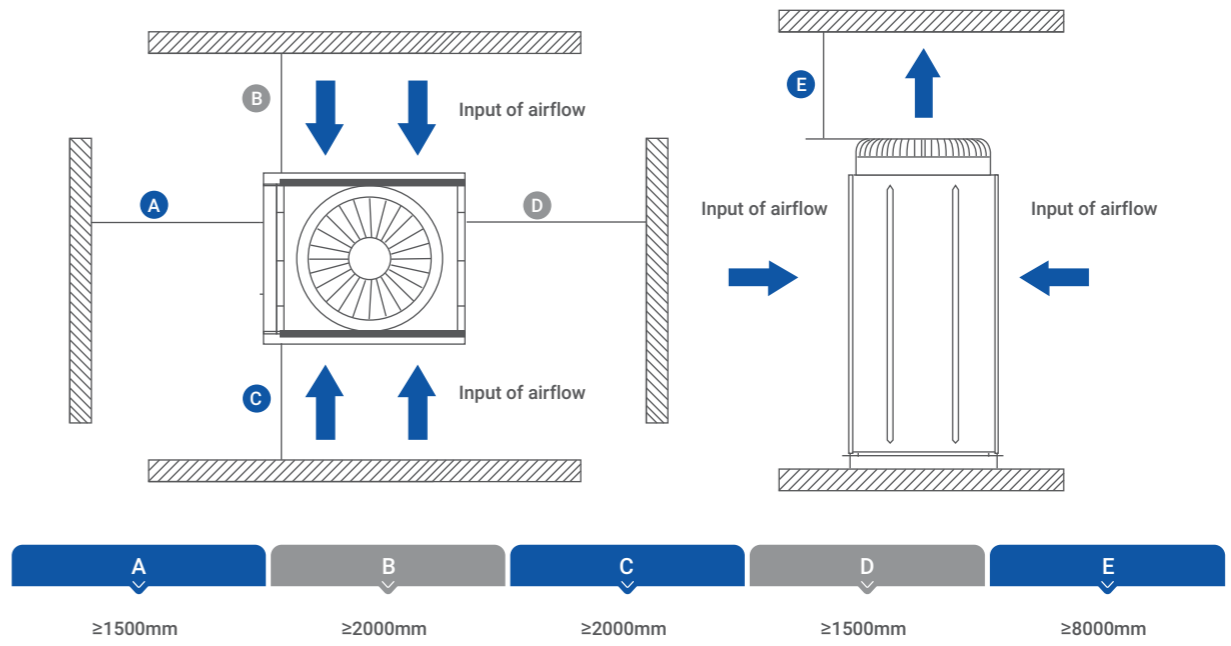 B
Input of airflow
A
D
C
Input of airflow
E
Input of airflow
Input of airflow
A B C D E
≥1500mm ≥2000mm ≥2000mm ≥1500mm ≥8000mm